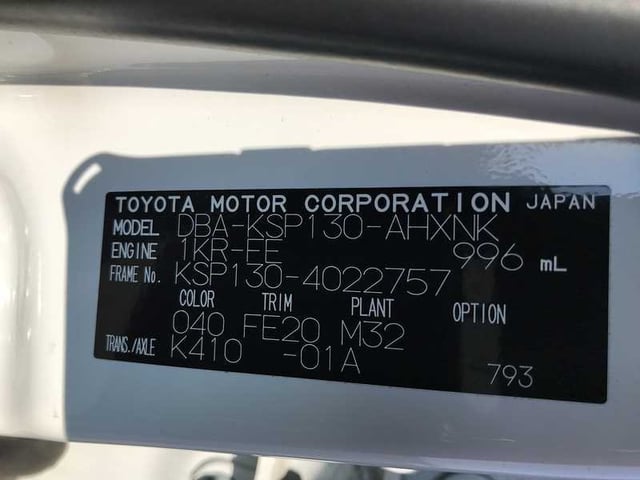 TOYOTA MOTOR CORPORATION JAPAN
MODEL DBA-KSP130-AHXNK
ENGINE 1KR-EE 996 mL
FRAME No. KSP130-4022757
COLOR TRIM PLANT OPTION
040 FE20 M32
TRANS./AXLE K410 -01A
793